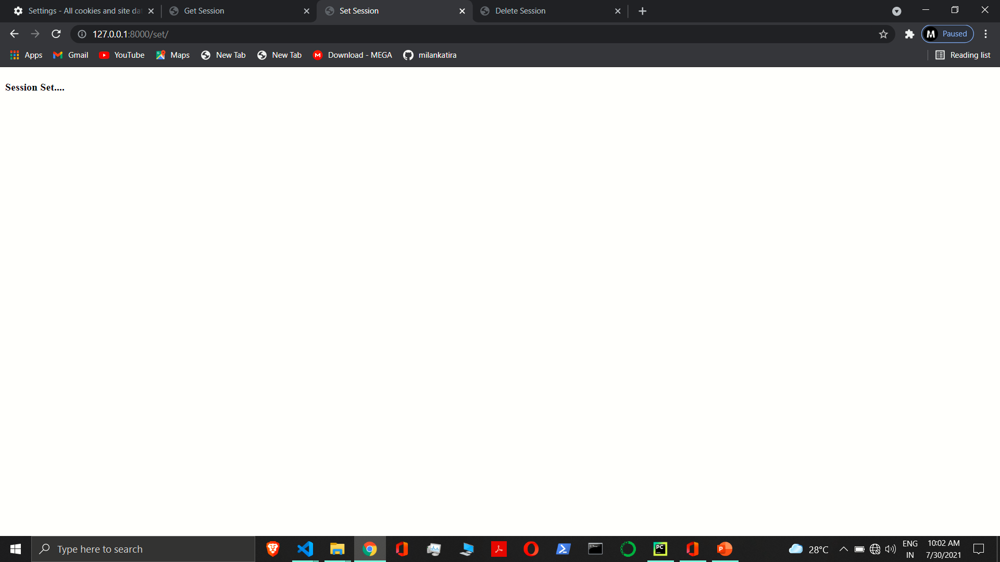 Settings - All cookies and site da
Get Session
Set Session
Delete Session
127.0.0.1:8000/set/
M Paused
Apps
Gmail
YouTube
Maps
New Tab
New Tab
M Download - MEGA
milankatira
Reading list
Session Set....
Type here to search
PC
P
28°C
ENG
IN
10:02 AM
7/30/2021